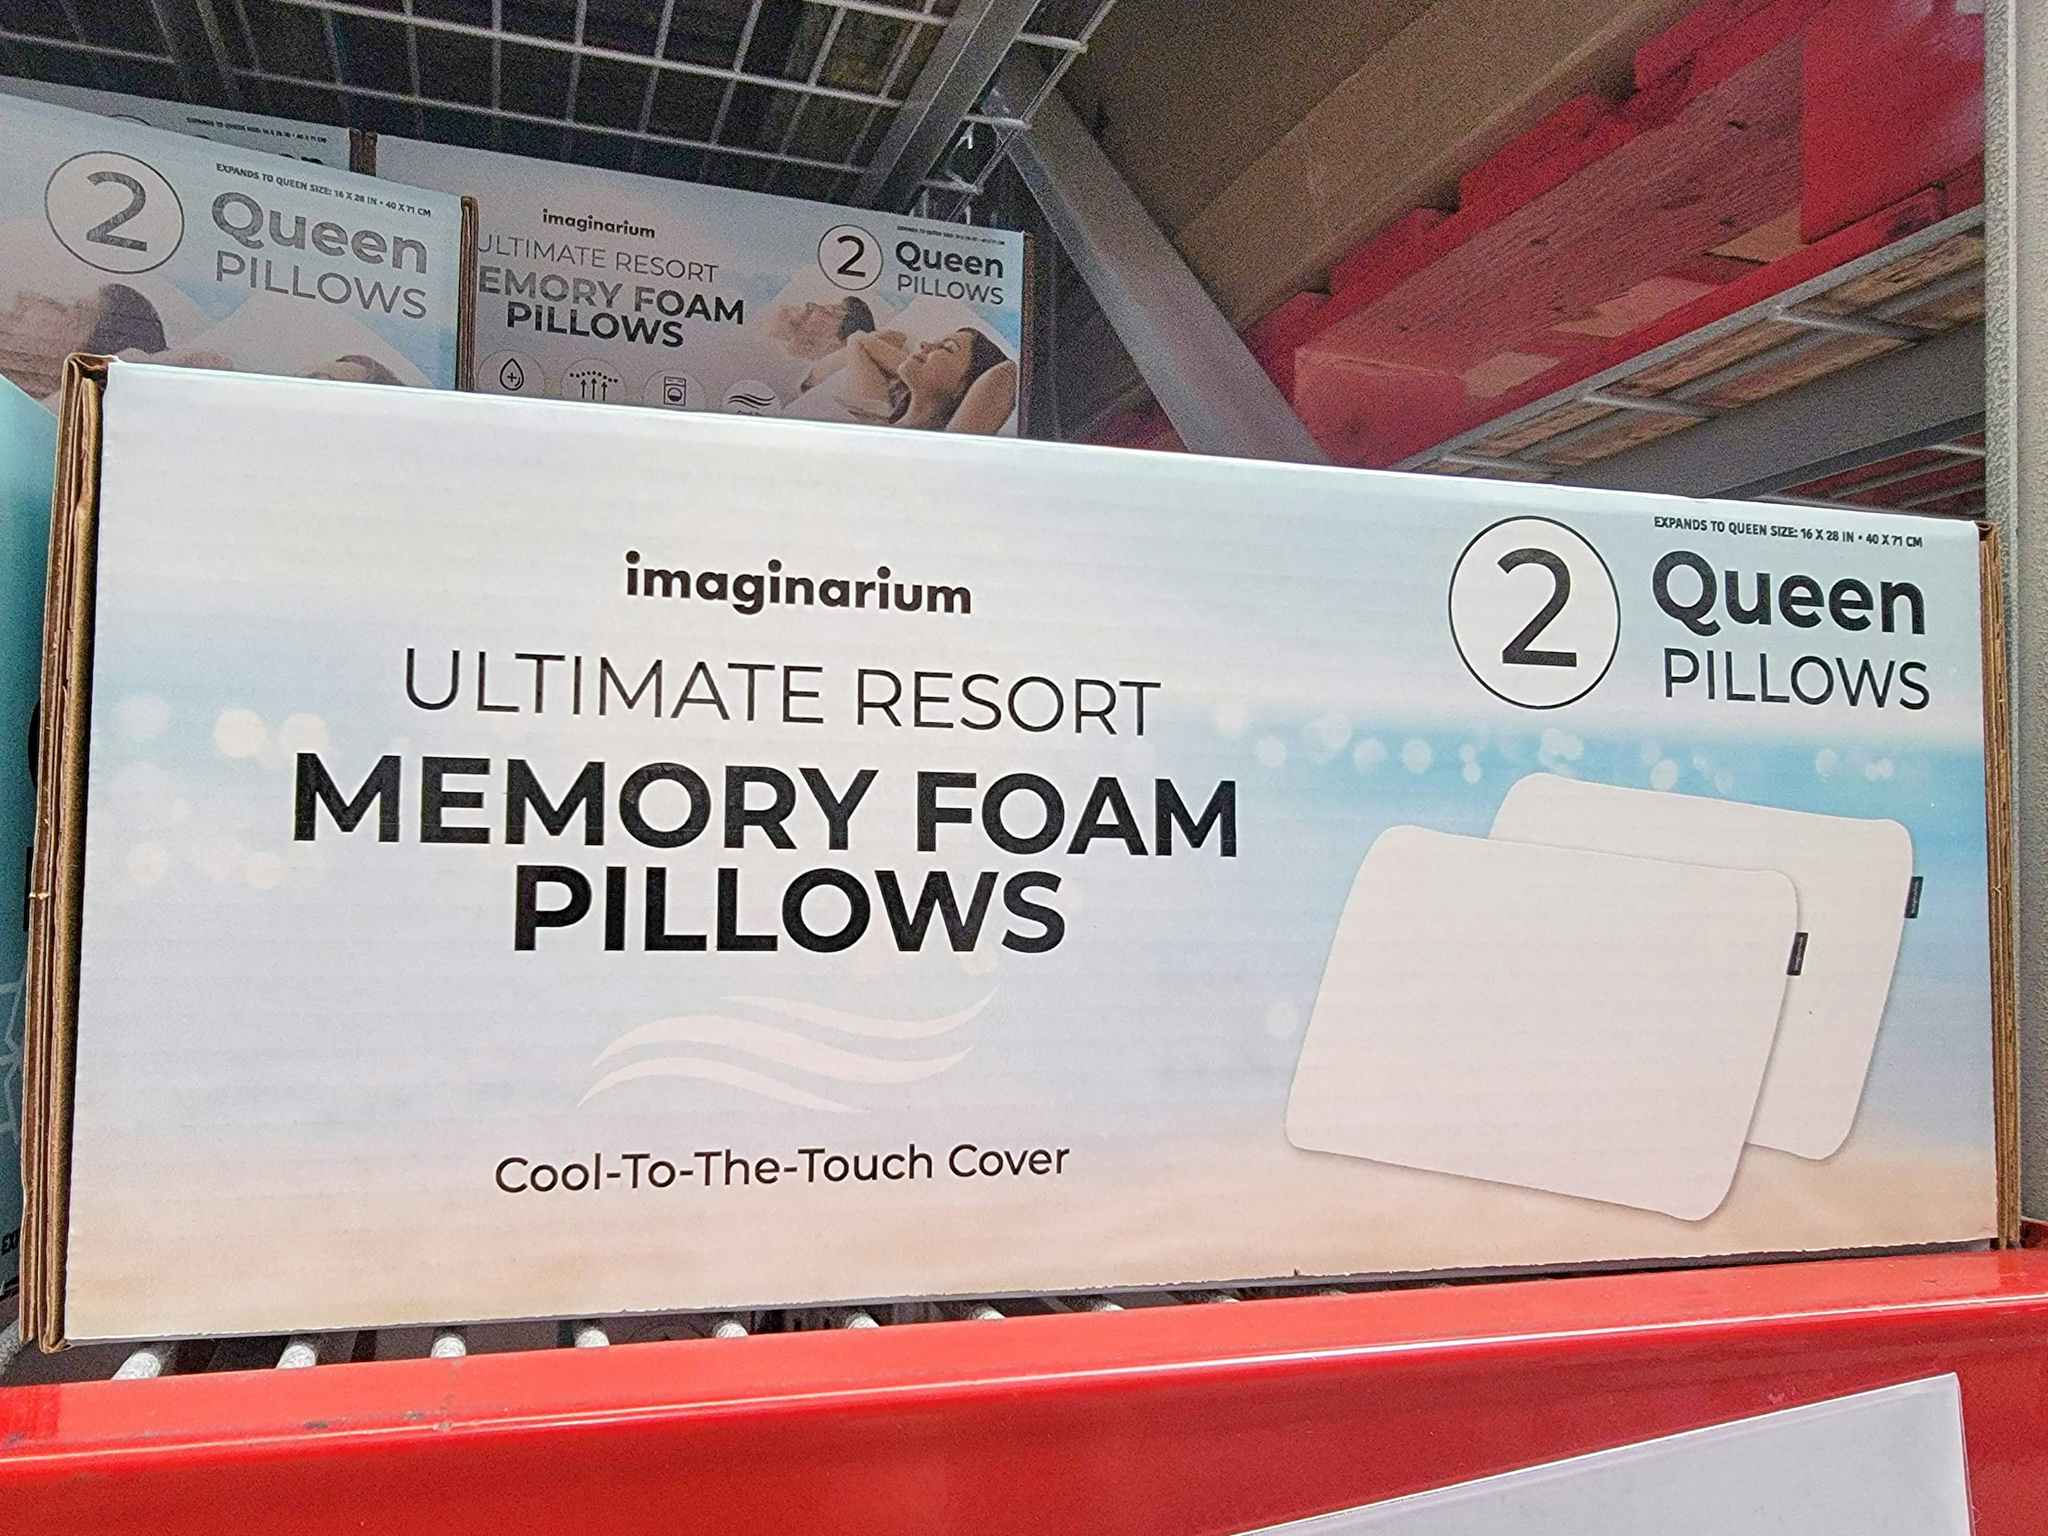 EXPANDS TO QUEEN SIZE: 16 X 28 IN • 40 X 71 CM
2
Queen
PILLOWS
imaginarium
ULTIMATE RESORT
EMORY FOAM
PILLOWS
2
Queen
PILLOWS
imaginarium
ULTIMATE RESORT
MEMORY FOAM
PILLOWS
Cool-To-The-Touch Cover
EXPANDS TO QUEEN SIZE: 16 X 28 IN • 40 X 71 CM
2
Queen
PILLOWS